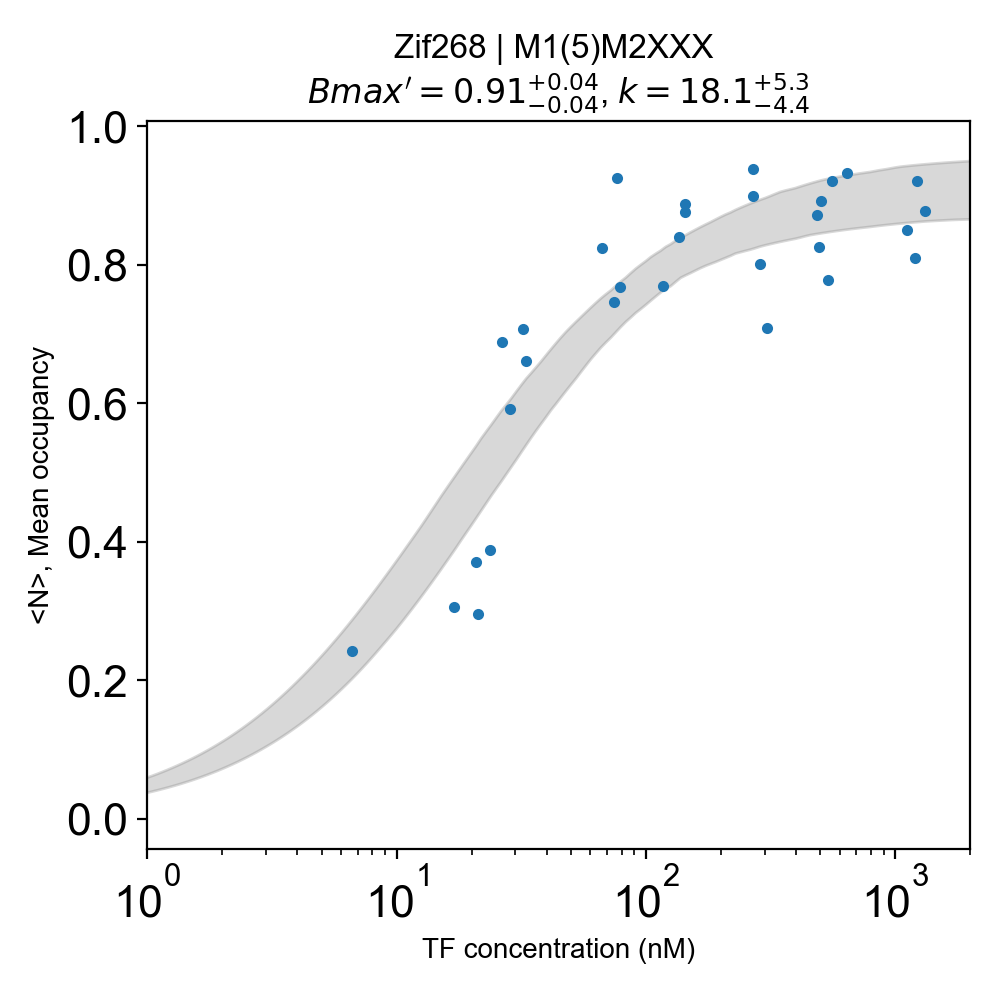 Zif268 | M1(5)M2XXX
Bmax′ = 0.91+0.04−0.04, k = 18.1+5.3−4.4
1.0
0.8
0.6
0.4
0.2
0.0
<N>, Mean occupancy
10^0 10^1 10^2 10^3
TF concentration (nM)